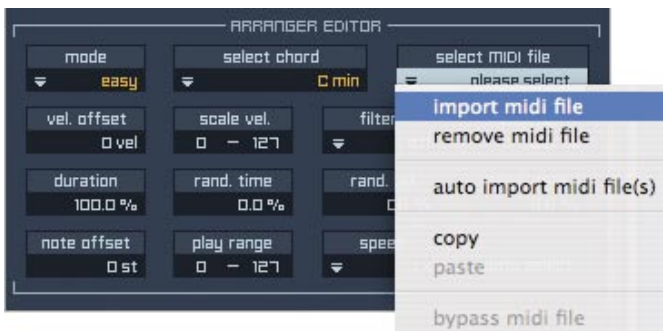 ARRANGER EDITOR
mode select chord select MIDI file
easy C min please select
import midi file
remove midi file
auto import midi file(s)
copy
paste
bypass midi file
vel. offset scale vel. filter
0 vel 0 – 127
duration rand. time rand.
100.0 % 0.0 %
note offset play range
0 st 0 – 127